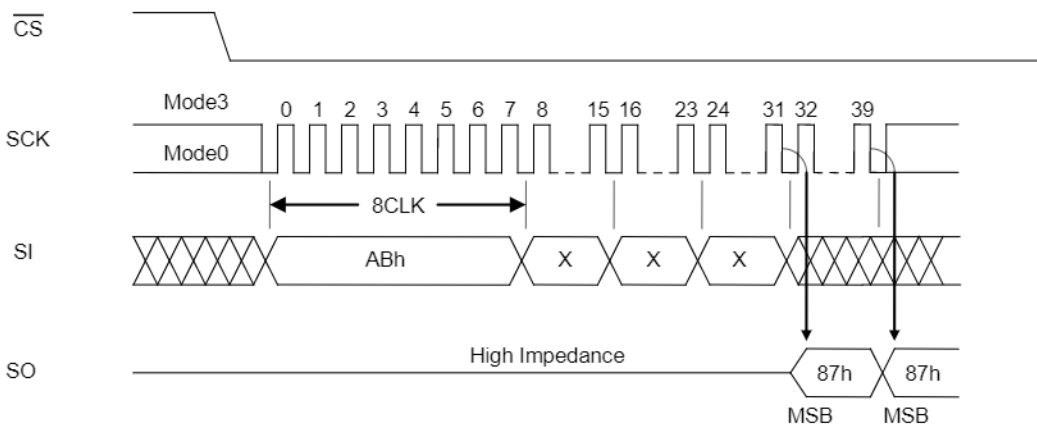 CS
Mode3
0 1 2 3 4 5 6 7 8 15 16 23 24 31 32 39
SCK
Mode0
8CLK
SI
ABh X X X
High Impedance
SO
87h 87h
MSB MSB